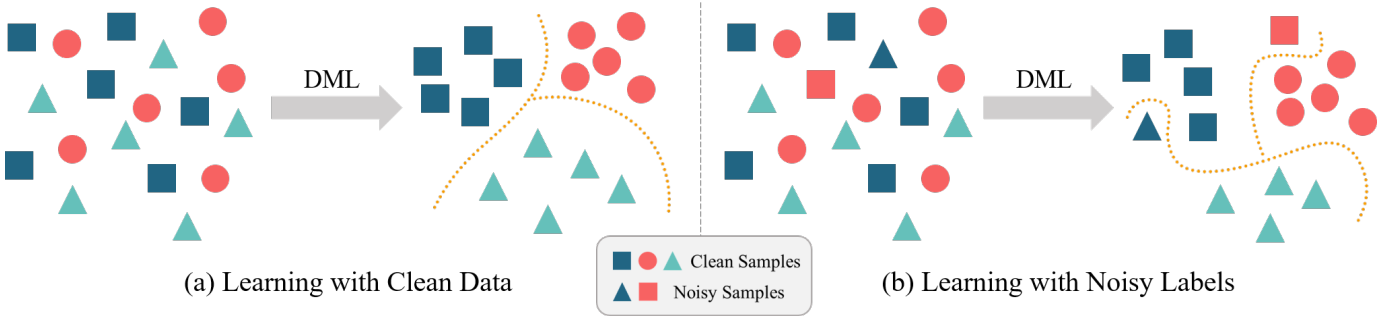 DML
DML
Clean Samples
Noisy Samples
(a) Learning with Clean Data
(b) Learning with Noisy Labels